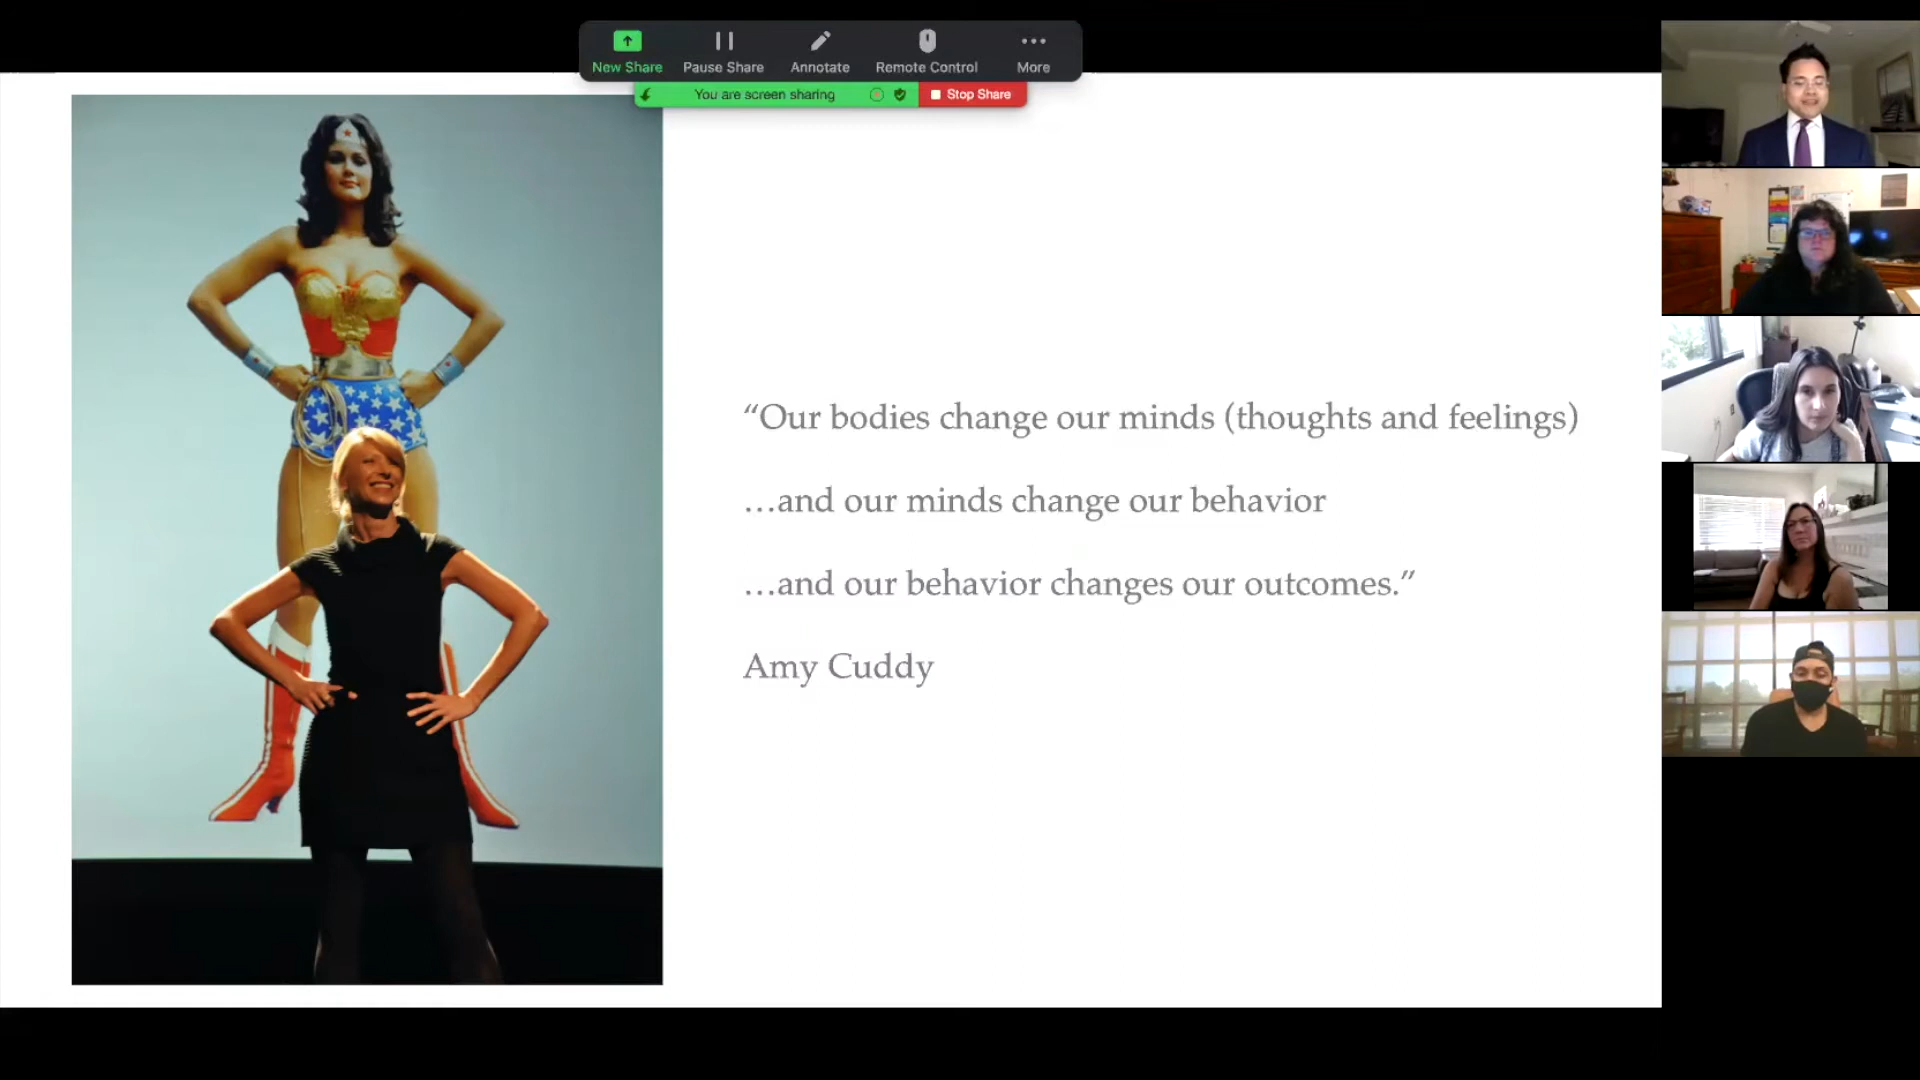 New Share
Pause Share
Annotate
Remote Control
More
You are screen sharing
Stop Share
“Our bodies change our minds (thoughts and feelings)
…and our minds change our behavior
…and our behavior changes our outcomes.”
Amy Cuddy